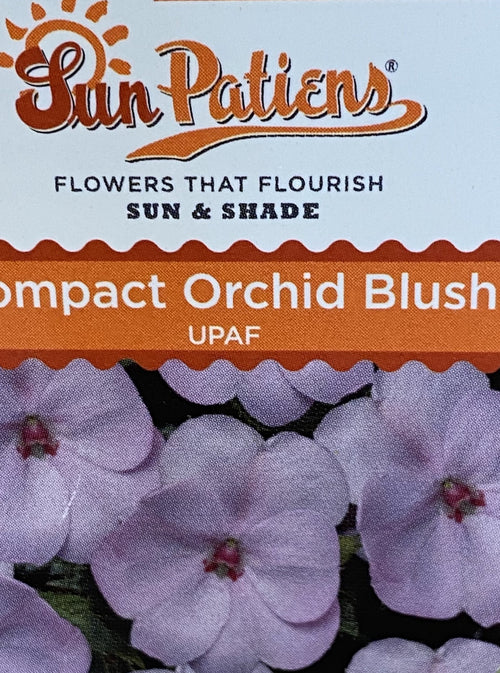 SunPatiens®
FLOWERS THAT FLOURISH
SUN & SHADE
ompact Orchid Blush
UPAF